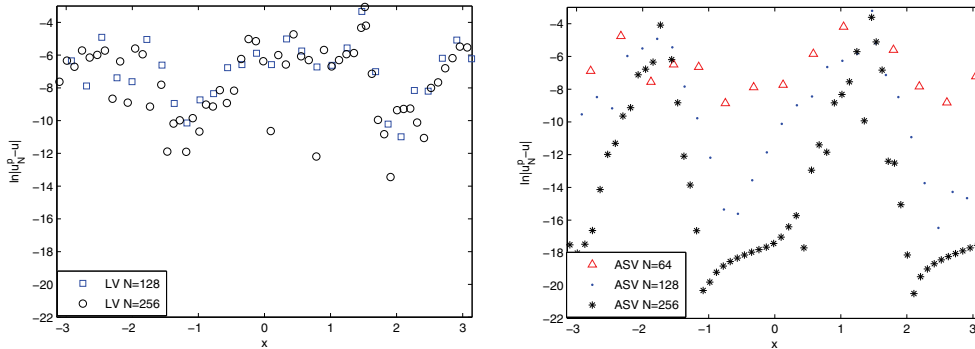 −4
−6
−8
−10
−12
−14
−16
−18
−20
−22
ln|u_N^p−u|
LV N=128
LV N=256
−3 −2 −1 0 1 2 3
x
−4
−6
−8
−10
−12
−14
−16
−18
−20
−22
ln|u_N^p−u|
ASV N=64
ASV N=128
ASV N=256
−3 −2 −1 0 1 2 3
x